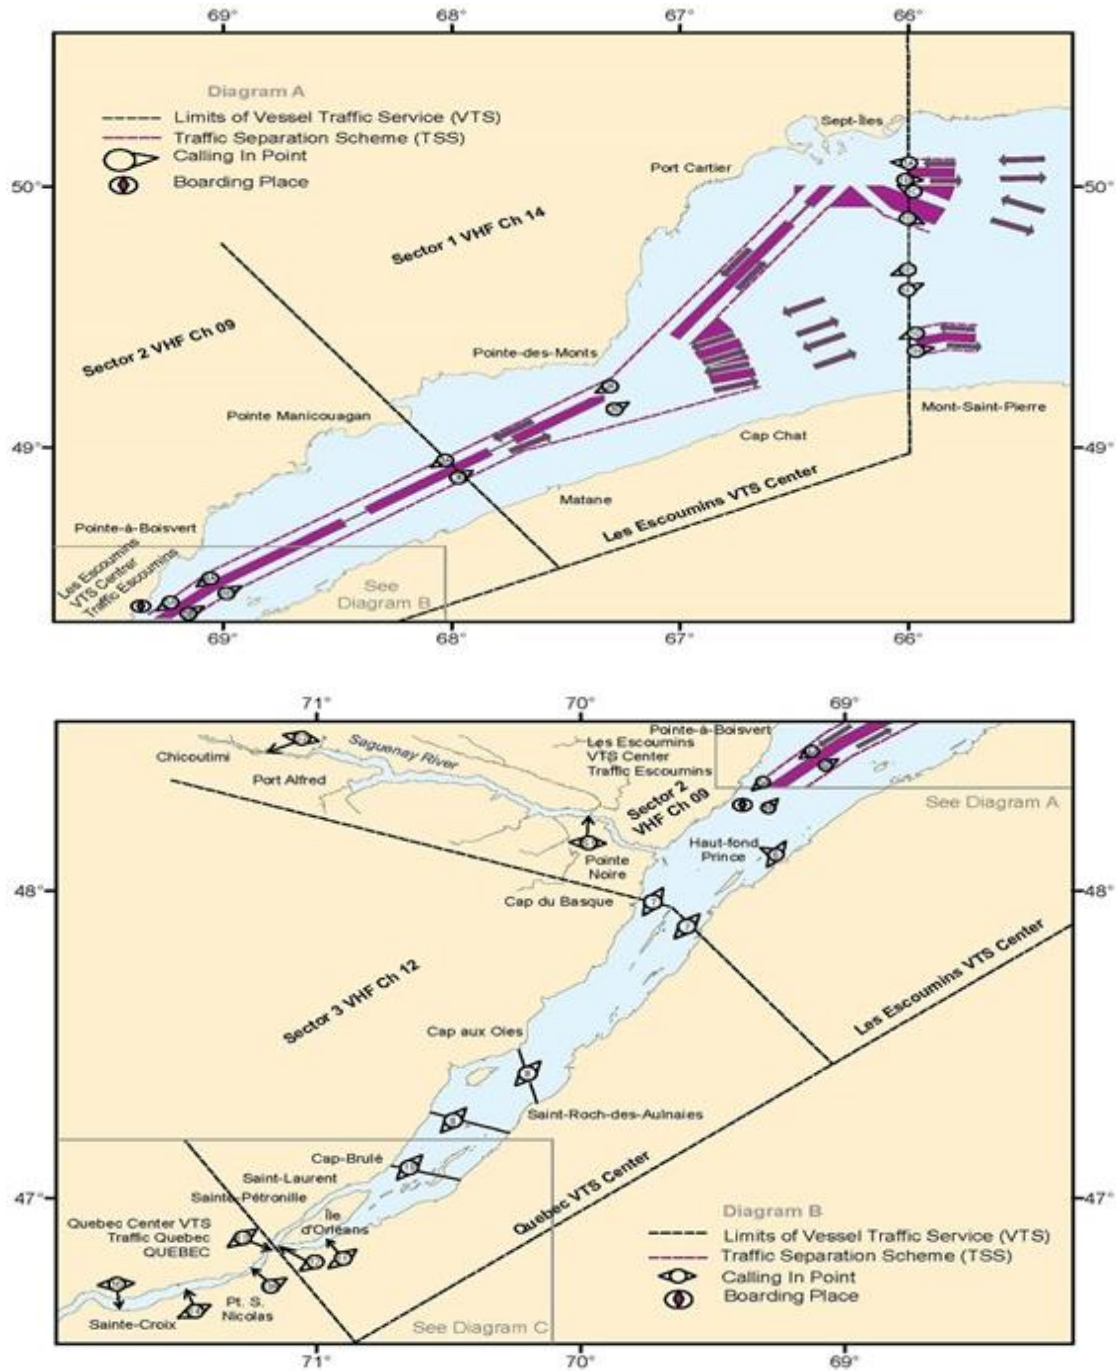 68°
67°
66°
Diagram A
Limits of Vessel Traffic Service (VTS)
Traffic Separation Scheme (TSS)
Calling In Point
Boarding Place
Sept-Îles
Port Cartier
50°
50°
Sector 1 VHF Ch 14
Sector 2 VHF Ch 09
Pointe-des-Monts
Pointe Manicouagan
Mont-Saint-Pierre
Cap Chat
49°
49°
Matane
Les Escoumins VTS Center
Pointe-à-Boisvert
Les Escoumins
VTS Centrer
Traffic Escoumins
See
Diagram B
69°
68°
67°
66°
71°
70°
69°
Pointe-à-Boisvert
Chicoutimi
Saguenay River
Les Escoumins
VTS Center
Traffic Escoumins
Port Alfred
Sector 2
VHF Ch 09
See Diagram A
Haut-fond
Prince
Pointe
Noire
48°
48°
Cap du Basque
Les Escoumins VTS Center
Sector 3 VHF Ch 12
Cap aux Oies
Saint-Roch-des-Aulnaies
Cap-Brulé
Saint-Laurent
Sainte-Pétronille
47°
47°
Quebec VTS Center
Île
d'Orléans
Quebec Center VTS
Traffic Quebec
QUEBEC
Diagram B
Limits of Vessel Traffic Service (VTS)
Traffic Separation Scheme (TSS)
Calling In Point
Boarding Place
Pt. S.
Nicolas
Sainte-Croix
See Diagram C
71°
70°
69°